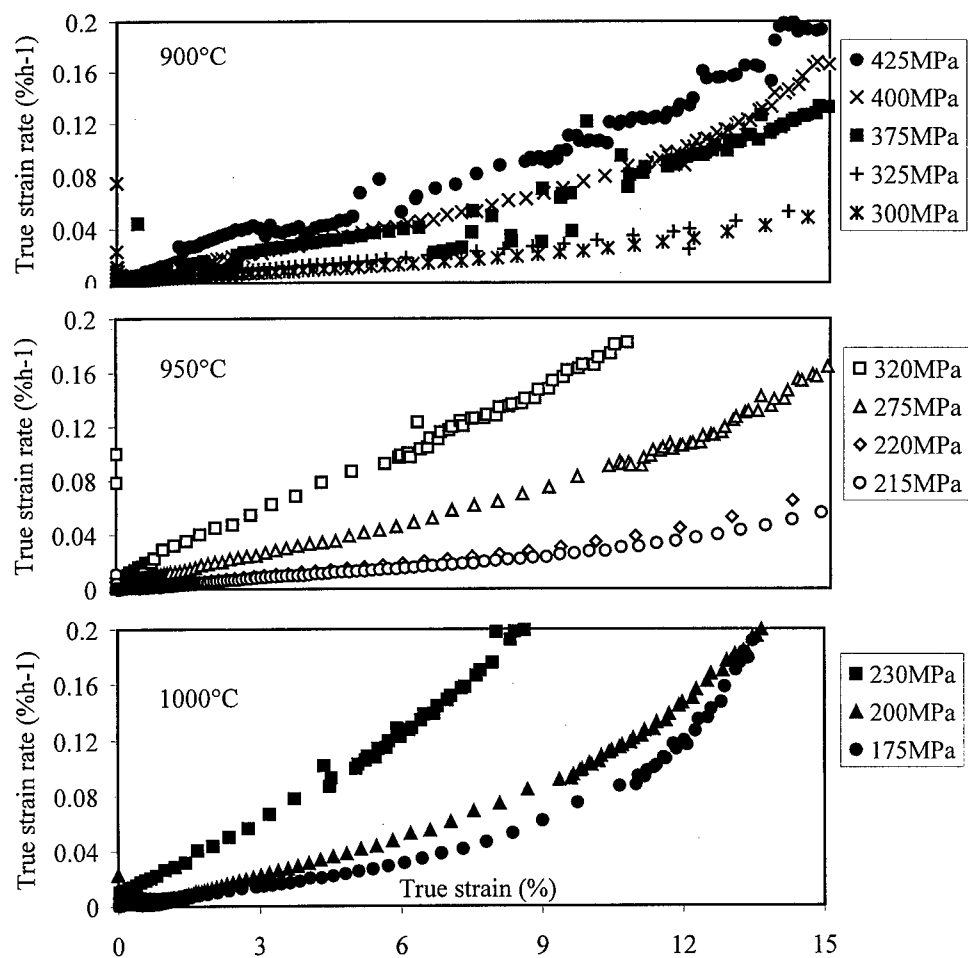 True strain rate (%h-1)
0.2
0.16
0.12
0.08
0.04
0
900°C
425MPa
400MPa
375MPa
325MPa
300MPa
True strain rate (%h-1)
0.2
0.16
0.12
0.08
0.04
0
950°C
320MPa
275MPa
220MPa
215MPa
True strain rate (%h-1)
0.2
0.16
0.12
0.08
0.04
0
1000°C
230MPa
200MPa
175MPa
True strain (%)
0 3 6 9 12 15